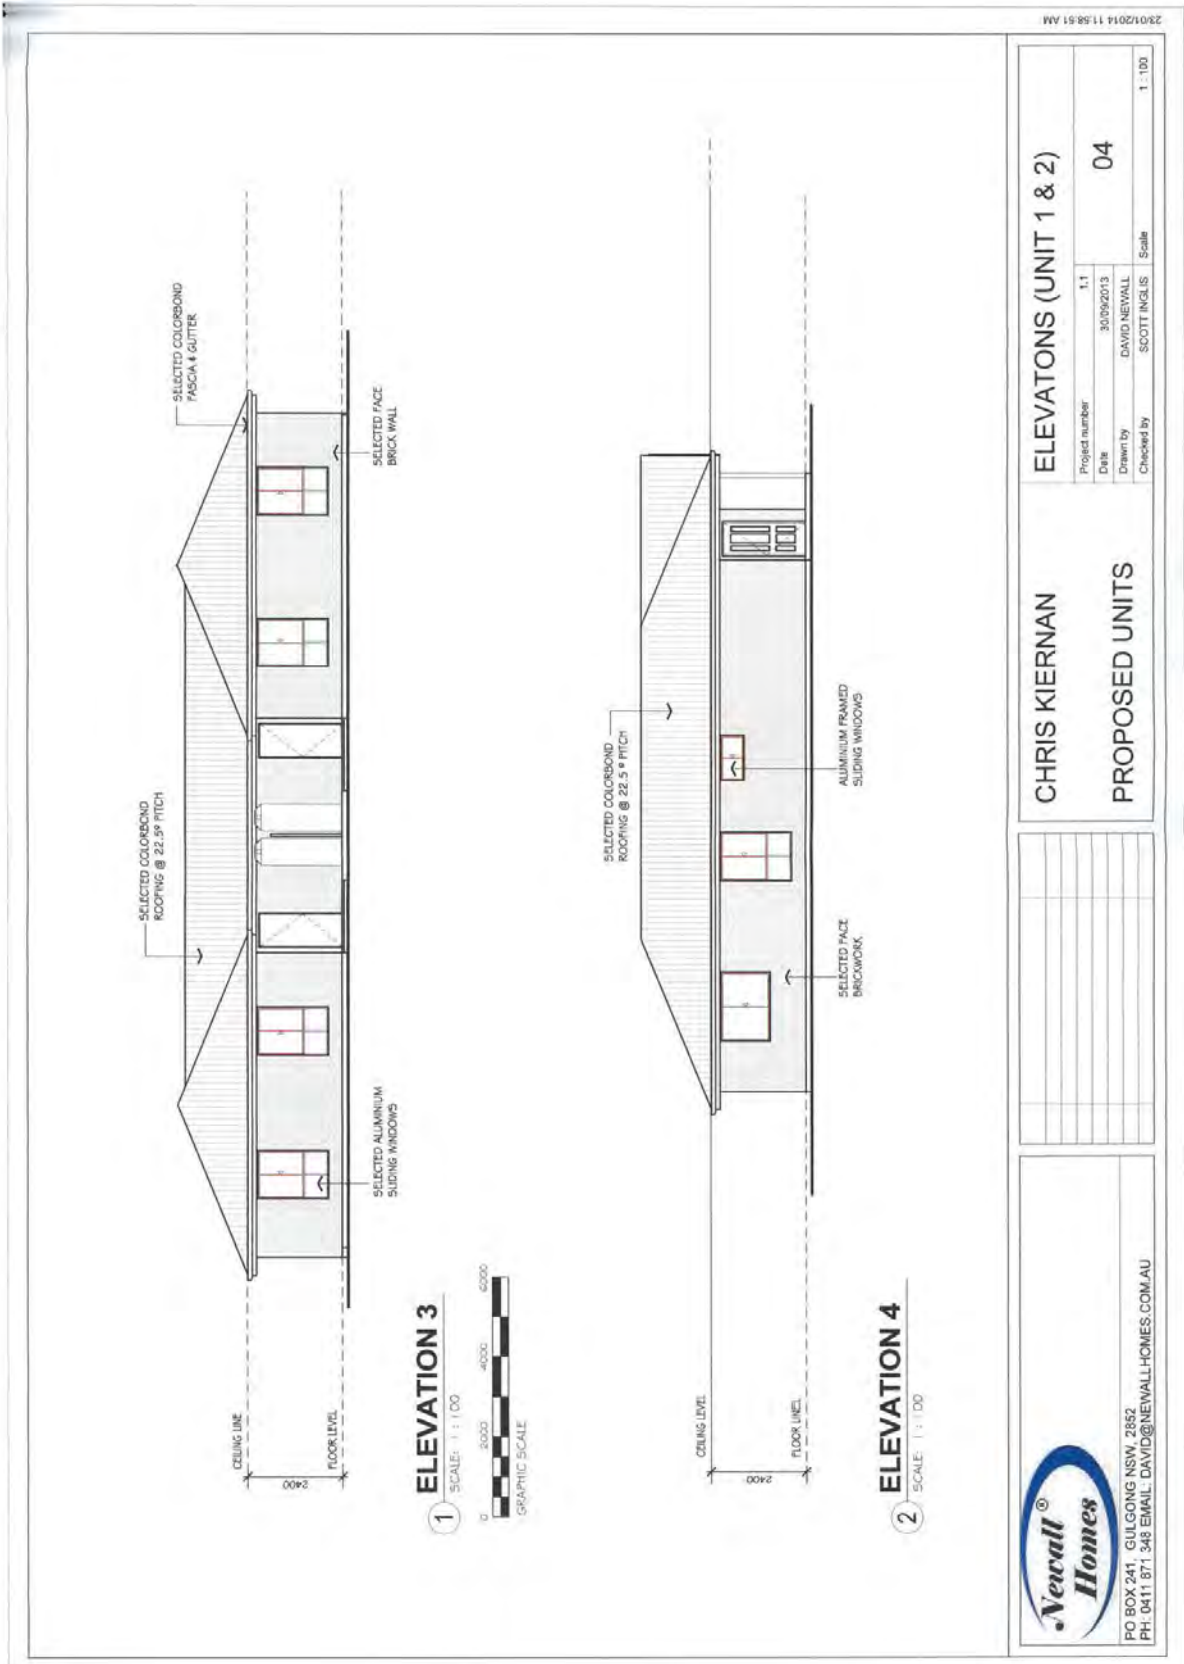 23/01/2014 11:58:51 AM
SELECTED COLORBOND
ROOFING @ 22.5º PITCH
SELECTED COLORBOND
FASCIA & GUTTER
CEILING LINE
2400
FLOOR LEVEL
SELECTED ALUMINIUM
SLIDING WINDOWS
SELECTED FACE
BRICK WALL
1
ELEVATION 3
SCALE: 1 : 100
0 2000 4000 6000
GRAPHIC SCALE
SELECTED COLORBOND
ROOFING @ 22.5 º PITCH
CEILING LEVEL
2400
FLOOR LINEL
SELECTED FACE
BRICKWORK
ALUMINIUM FRAMED
SLIDING WINDOWS
2
ELEVATION 4
SCALE: 1 : 100
Newall ®
Homes
PO BOX 241, GULGONG NSW, 2852
PH: 0411 871 348 EMAIL: DAVID@NEWALLHOMES.COM.AU
CHRIS KIERNAN
PROPOSED UNITS
ELEVATONS (UNIT 1 & 2)
Project number 1.1
Date 30/09/2013
Drawn by DAVID NEWALL
Checked by SCOTT INGLIS
04
Scale 1 : 100